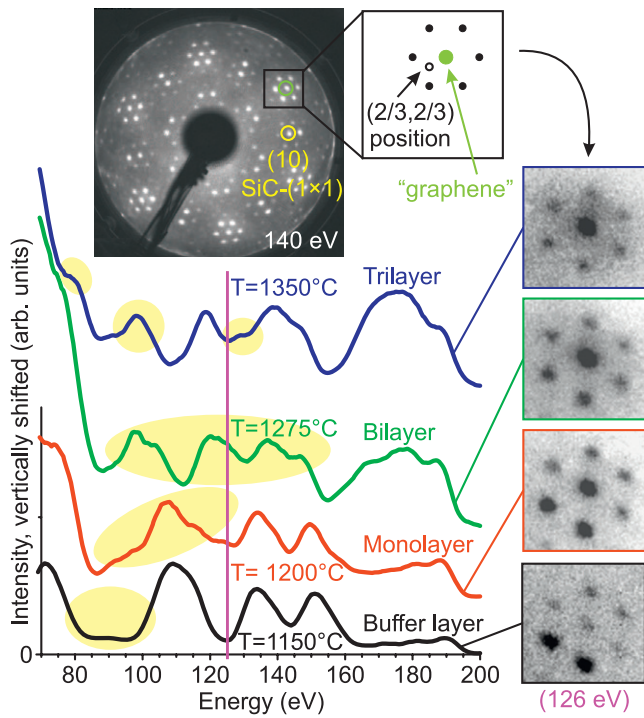 (2/3,2/3)
position
(10)
SiC-(1×1)
"graphene"
140 eV
Intensity, vertically shifted (arb. units)
T=1350°C
Trilayer
T=1275°C
Bilayer
Monolayer
T= 1200°C
Buffer layer
T=1150°C
0
80 100 120 140 160 180 200
Energy (eV)
(126 eV)